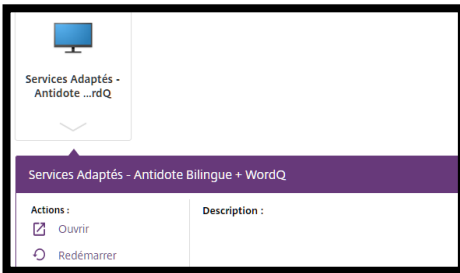 Services Adaptés -
Antidote ...rdQ
Services Adaptés - Antidote Bilingue + WordQ
Actions :
Description :
Ouvrir
Redémarrer